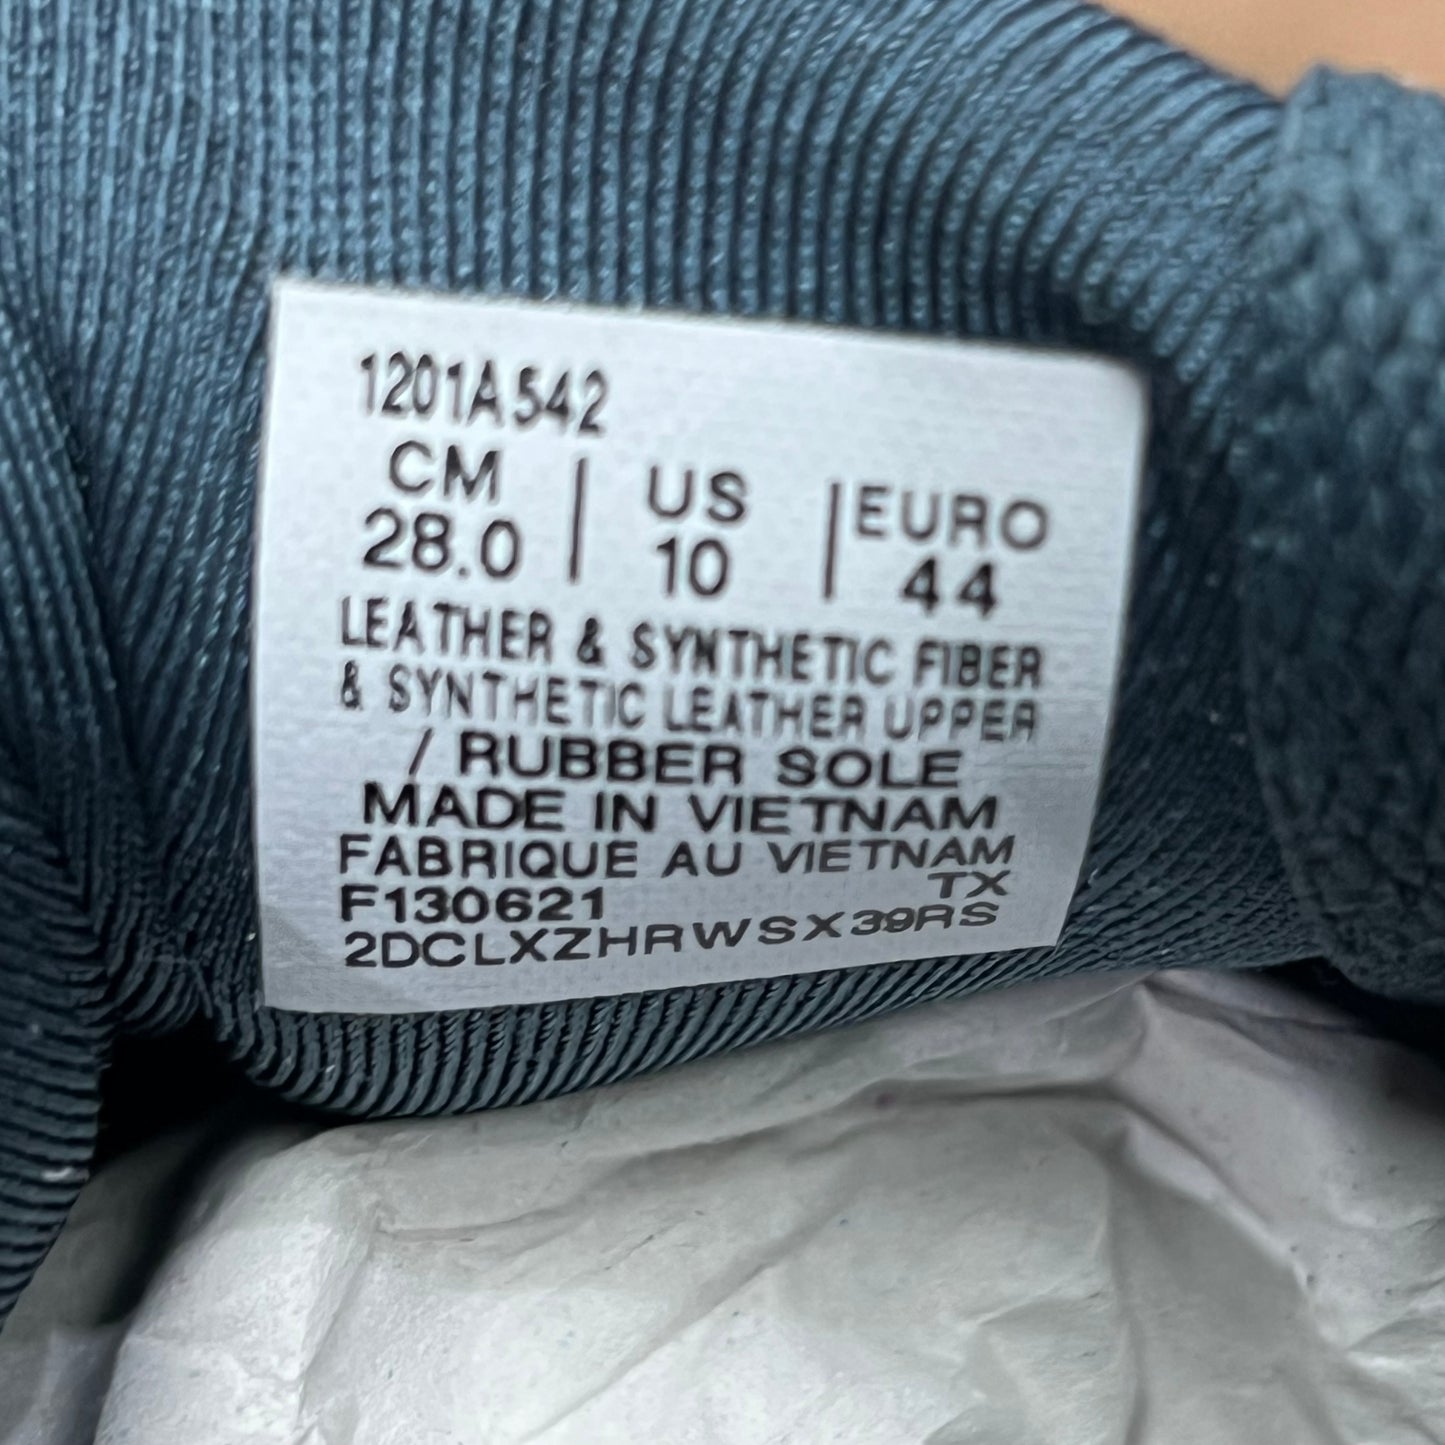 1201A542
CM | US | EURO
28.0 | 10 | 44
LEATHER & SYNTHETIC FIBER
& SYNTHETIC LEATHER UPPER
/ RUBBER SOLE
MADE IN VIETNAM
FABRIQUE AU VIETNAM
F130621 TX
2DCLXZHRWSX39RS